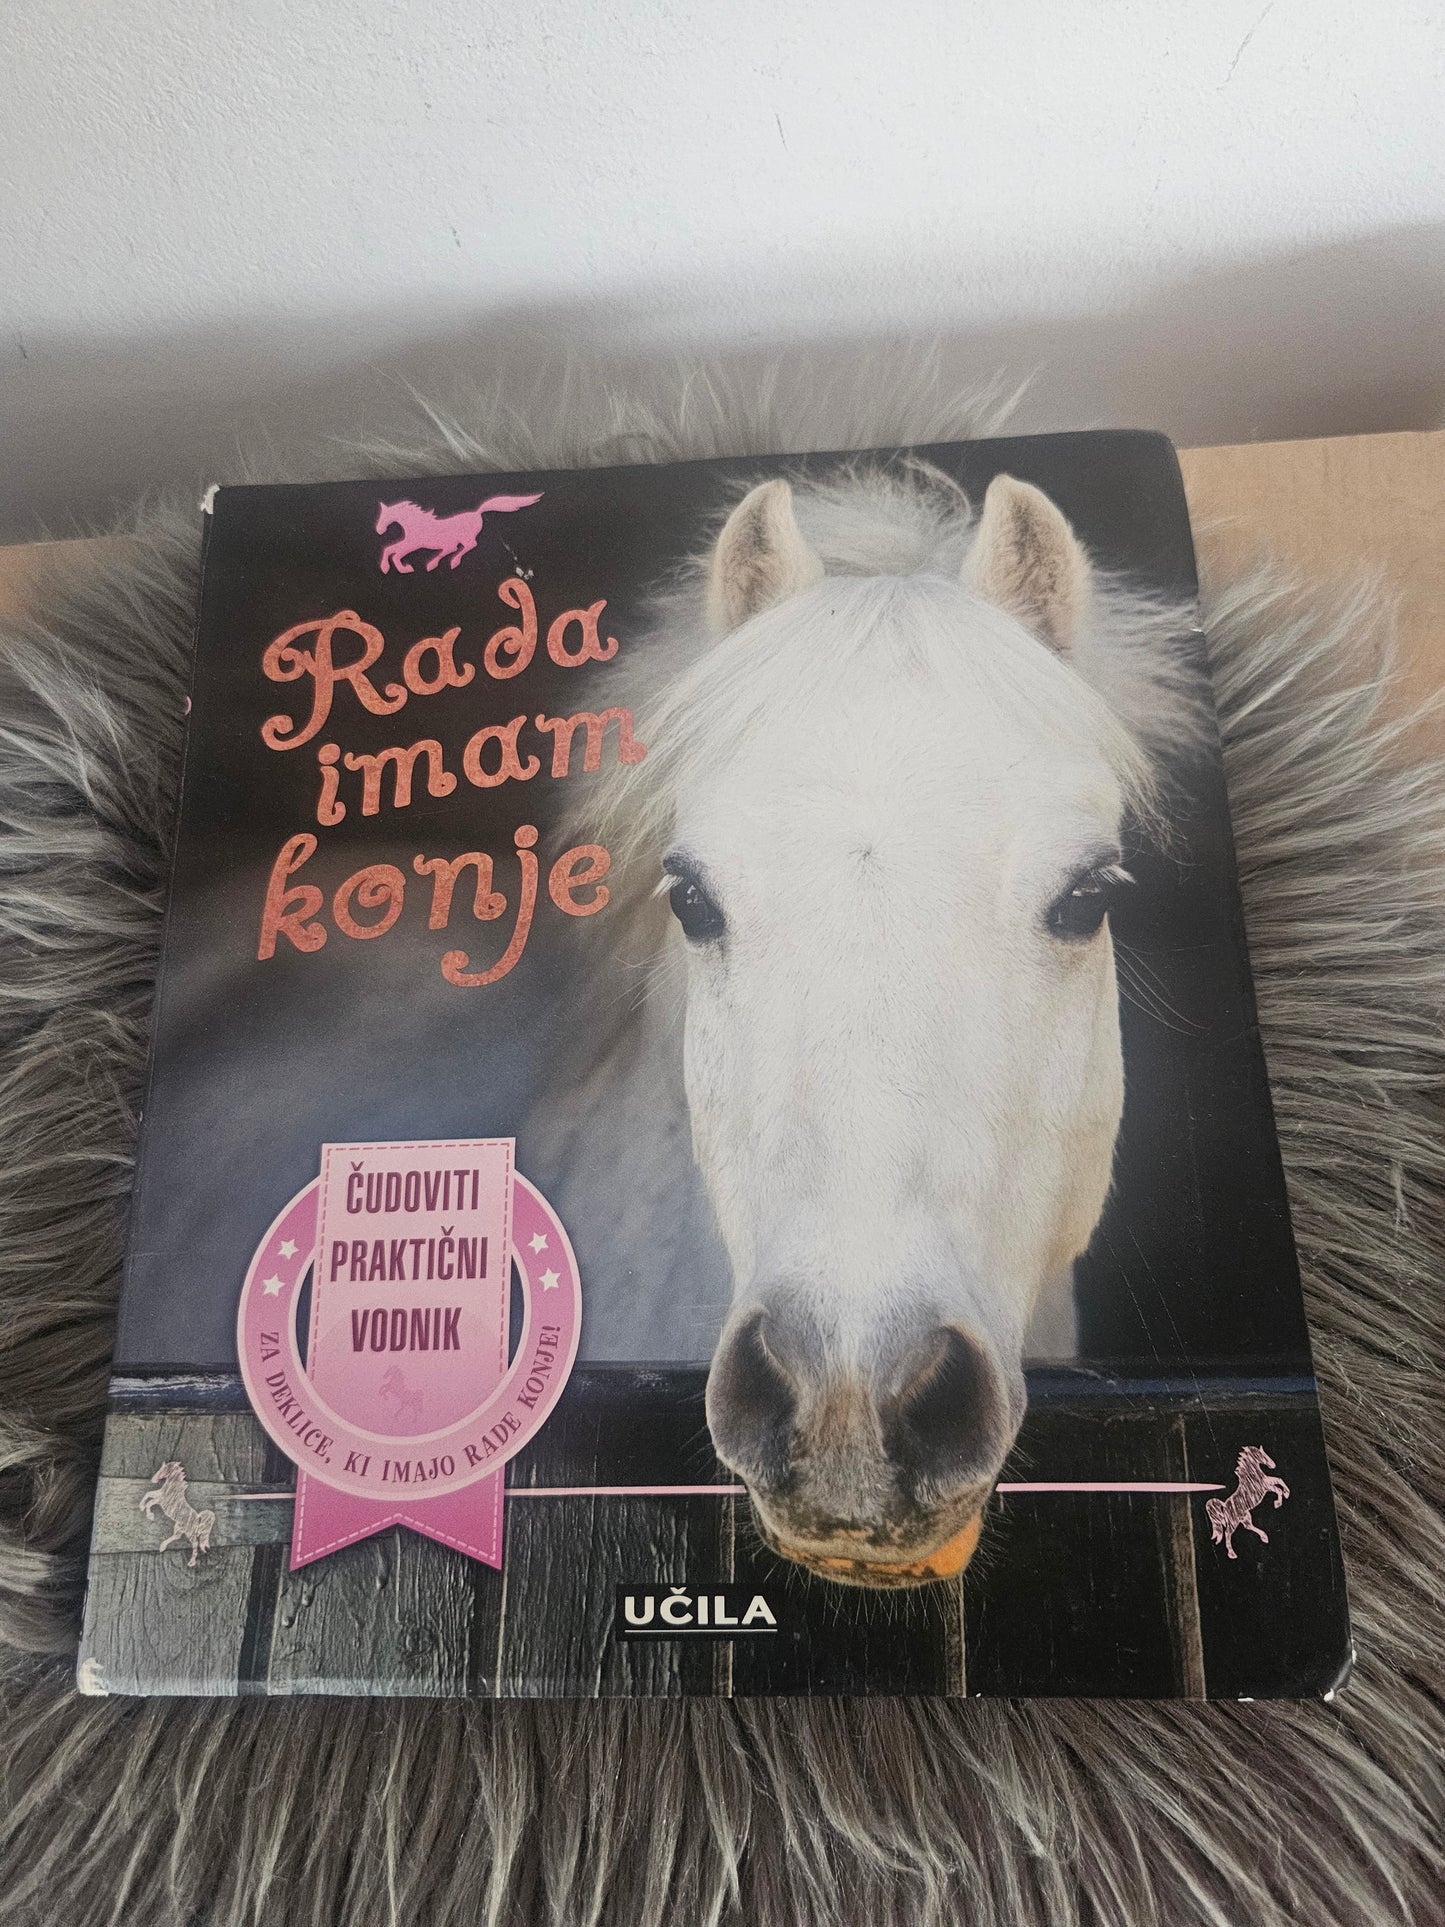 Rada
imam
konje
ČUDOVITI
PRAKTIČNI
VODNIK
ZA DEKLICE, KI IMAJO RADE KONJE!
UČILA